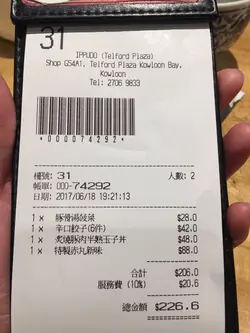 31
IPPUDO (Telford Plaza)
Shop G54A1, Telford Plaza Kowloon Bay,
Kowloon
Tel: 2706 9833
*000074292*
檯號: 31 人數: 2
帳單: 000-74292
日期: 2017/06/18 19:21:13
1× 豚骨湯豉菜 $28.0
1× 辛口餃子(6件) $42.0
1× 炙燒豚肉半熟玉子丼 $48.0
1× 特製赤丸新味 $88.0
合計 $206.0
服務費 (10%) $20.6
總金額 $226.6